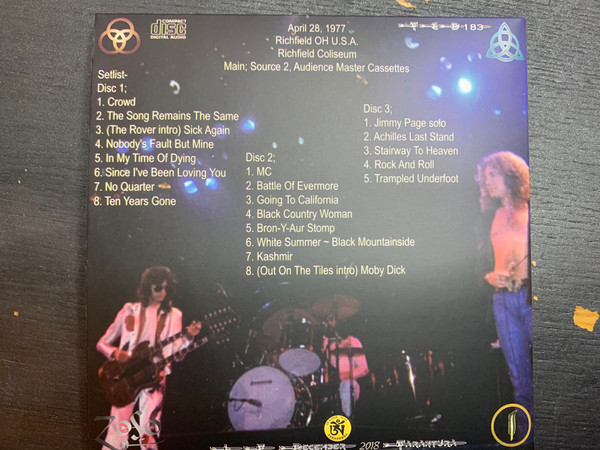 COMPACT
disc
DIGITAL AUDIO
April 28, 1977
Richfield OH U.S.A.
Richfield Coliseum
Main; Source 2, Audience Master Cassettes
183
Setlist-
Disc 1;
1. Crowd
2. The Song Remains The Same
3. (The Rover intro) Sick Again
4. Nobody's Fault But Mine
5. In My Time Of Dying
6. Since I've Been Loving You
7. No Quarter
8. Ten Years Gone
Disc 2;
1. MC
2. Battle Of Evermore
3. Going To California
4. Black Country Woman
5. Bron-Y-Aur Stomp
6. White Summer ~ Black Mountainside
7. Kashmir
8. (Out On The Tiles intro) Moby Dick
Disc 3;
1. Jimmy Page solo
2. Achilles Last Stand
3. Stairway To Heaven
4. Rock And Roll
5. Trampled Underfoot
December 2018 Tarantura